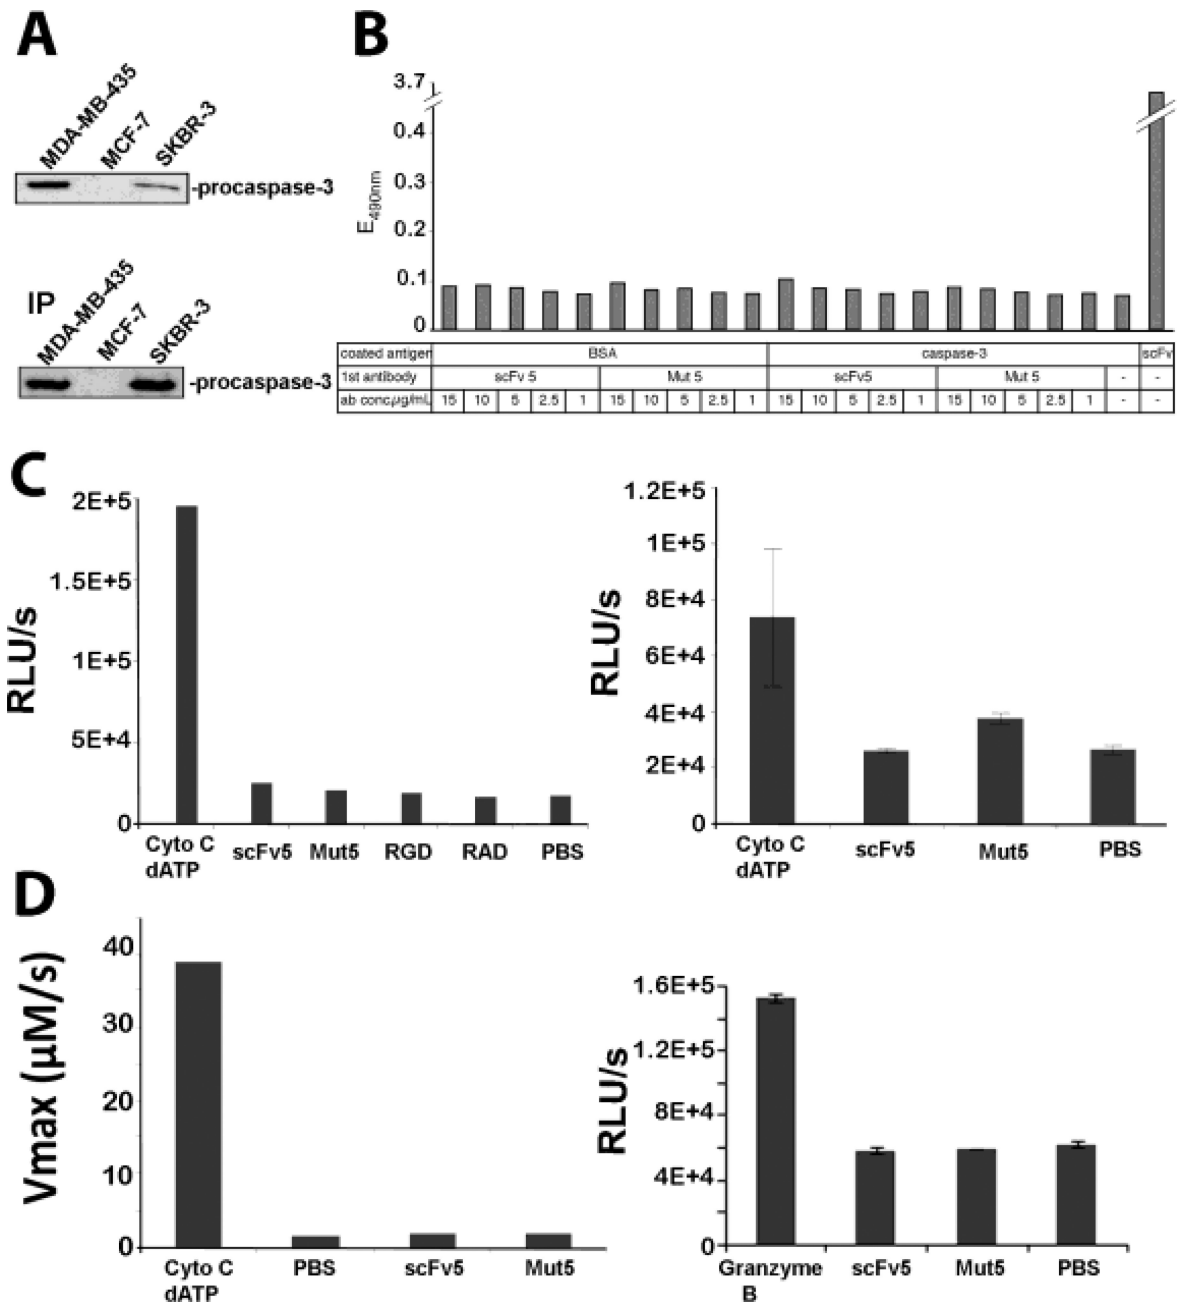 A
MDA-MB-435
MCF-7
SKBR-3
-procaspase-3
IP
MDA-MB-435
MCF-7
SKBR-3
-procaspase-3
B
3.7
0.4
0.3
0.2
0.1
0
E490nm
coated antigen BSA caspase-3 scFv
1st antibody scFv 5 Mut 5 scFv5 Mut 5 - -
ab conc.µg/mL 15 10 5 2.5 1 15 10 5 2.5 1 15 10 5 2.5 1 15 10 5 2.5 1 - -
C
2E+5
1.5E+5
1E+5
5E+4
0
RLU/s
Cyto C dATP
scFv5
Mut5
RGD
RAD
PBS
1.2E+5
1E+5
8E+4
6E+4
4E+4
2E+4
0
RLU/s
Cyto C dATP
scFv5
Mut5
PBS
D
40
30
20
10
0
Vmax (µM/s)
Cyto C dATP
PBS
scFv5
Mut5
1.6E+5
1.2E+5
8E+4
4E+4
0
RLU/s
Granzyme B
scFv5
Mut5
PBS